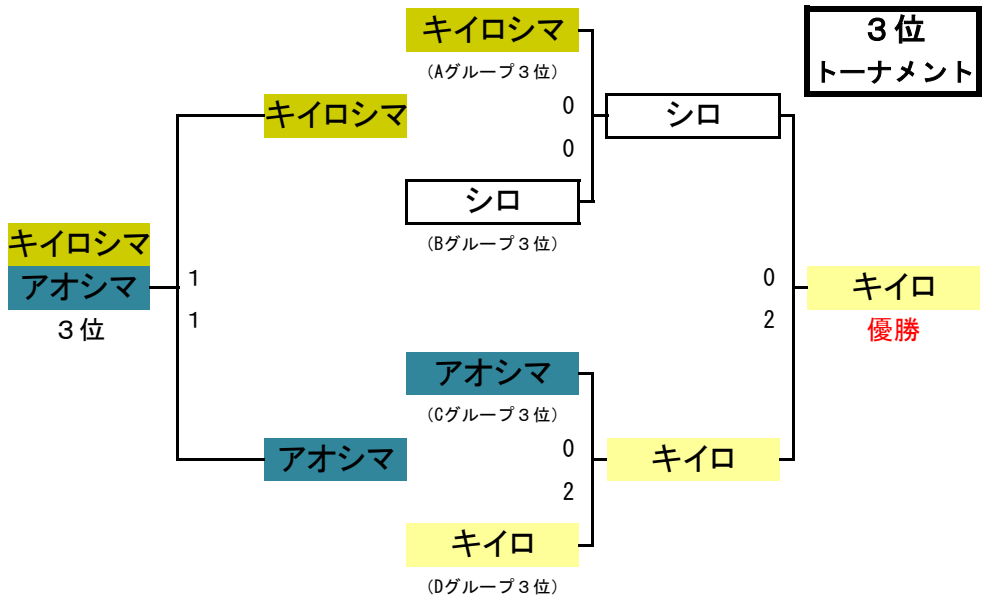 キイロシマ
３位
トーナメント
(Aグループ３位)
キイロシマ
0
シロ
0
シロ
(Bグループ３位)
キイロシマ
アオシマ
３位
1
1
0
2
キイロ
優勝
アオシマ
(Cグループ３位)
アオシマ
0
キイロ
2
キイロ
(Dグループ３位)